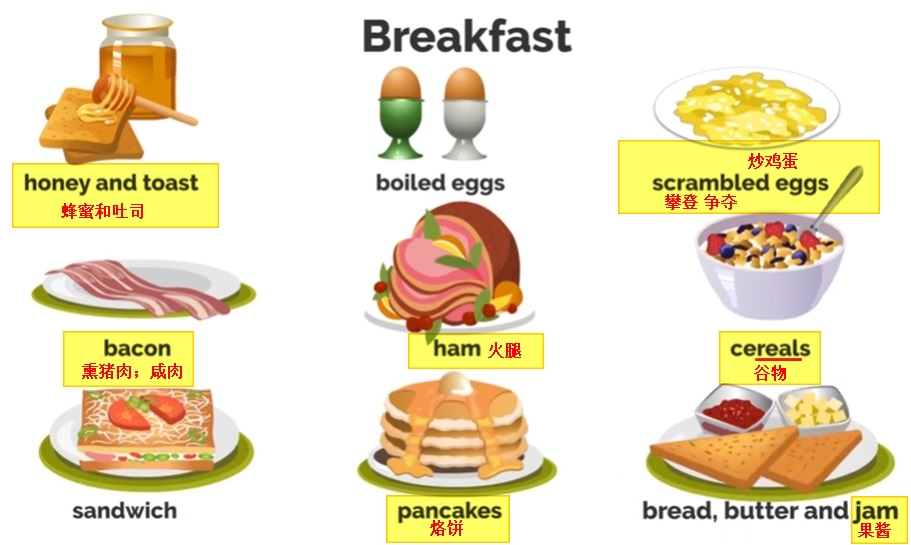 Breakfast
honey and toast
蜂蜜和吐司
boiled eggs
炒鸡蛋
scrambled eggs
攀登 争夺
bacon
熏猪肉；咸肉
ham 火腿
cereals
谷物
sandwich
pancakes
烙饼
bread, butter and jam
果酱